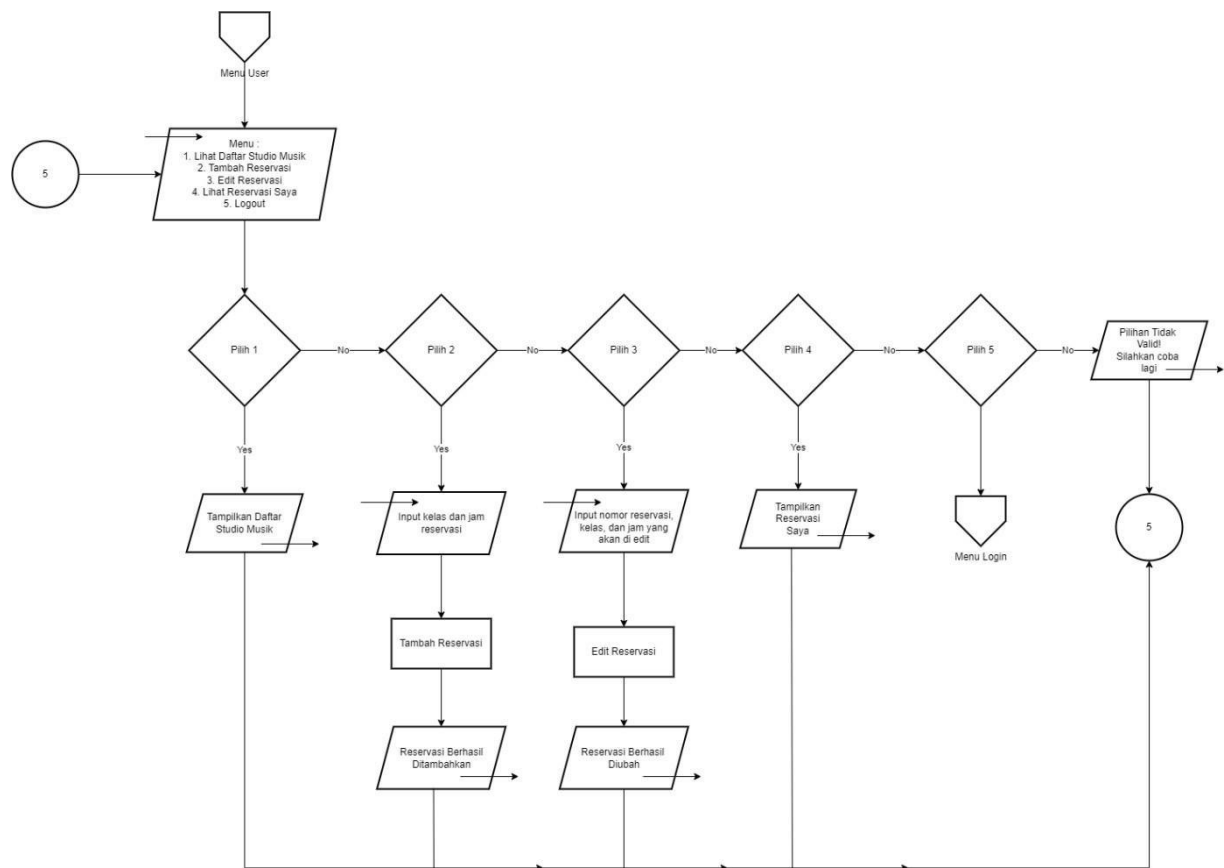 Menu User
Menu :
1. Lihat Daftar Studio Musik
2. Tambah Reservasi
3. Edit Reservasi
4. Lihat Reservasi Saya
5. Logout
5
Pilih 1
No
Pilih 2
No
Pilih 3
No
Pilih 4
No
Pilih 5
No
Pilihan Tidak
Valid!
Silahkan coba
lagi
Yes
Yes
Yes
Yes
Tampilkan Daftar
Studio Musik
Input kelas dan jam
reservasi
Input nomor reservasi,
kelas, dan jam yang
akan di edit
Tampilkan
Reservasi
Saya
Menu Login
5
Tambah Reservasi
Edit Reservasi
Reservasi Berhasil
Ditambahkan
Reservasi Berhasil
Diubah